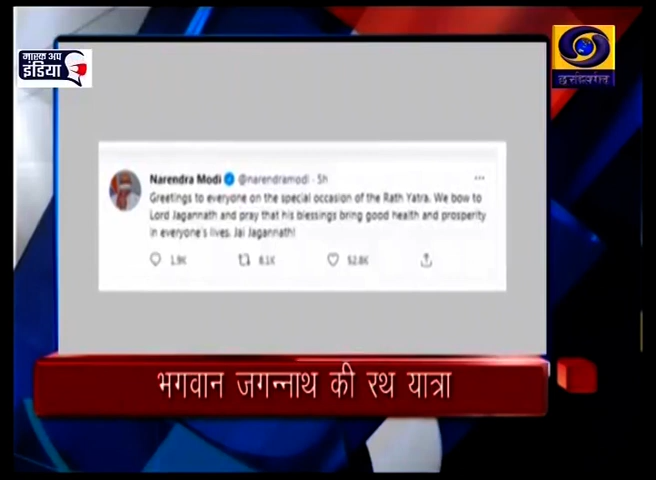 मास्क अप
इंडिया
छत्तीसगढ़
Narendra Modi @narendramodi · 5h
Greetings to everyone on the special occasion of the Rath Yatra. We bow to
Lord Jagannath and pray that his blessings bring good health and prosperity
in everyone's lives. Jai Jagannath!
1.9K 8.1K 52.8K
भगवान जगन्नाथ की रथ यात्रा